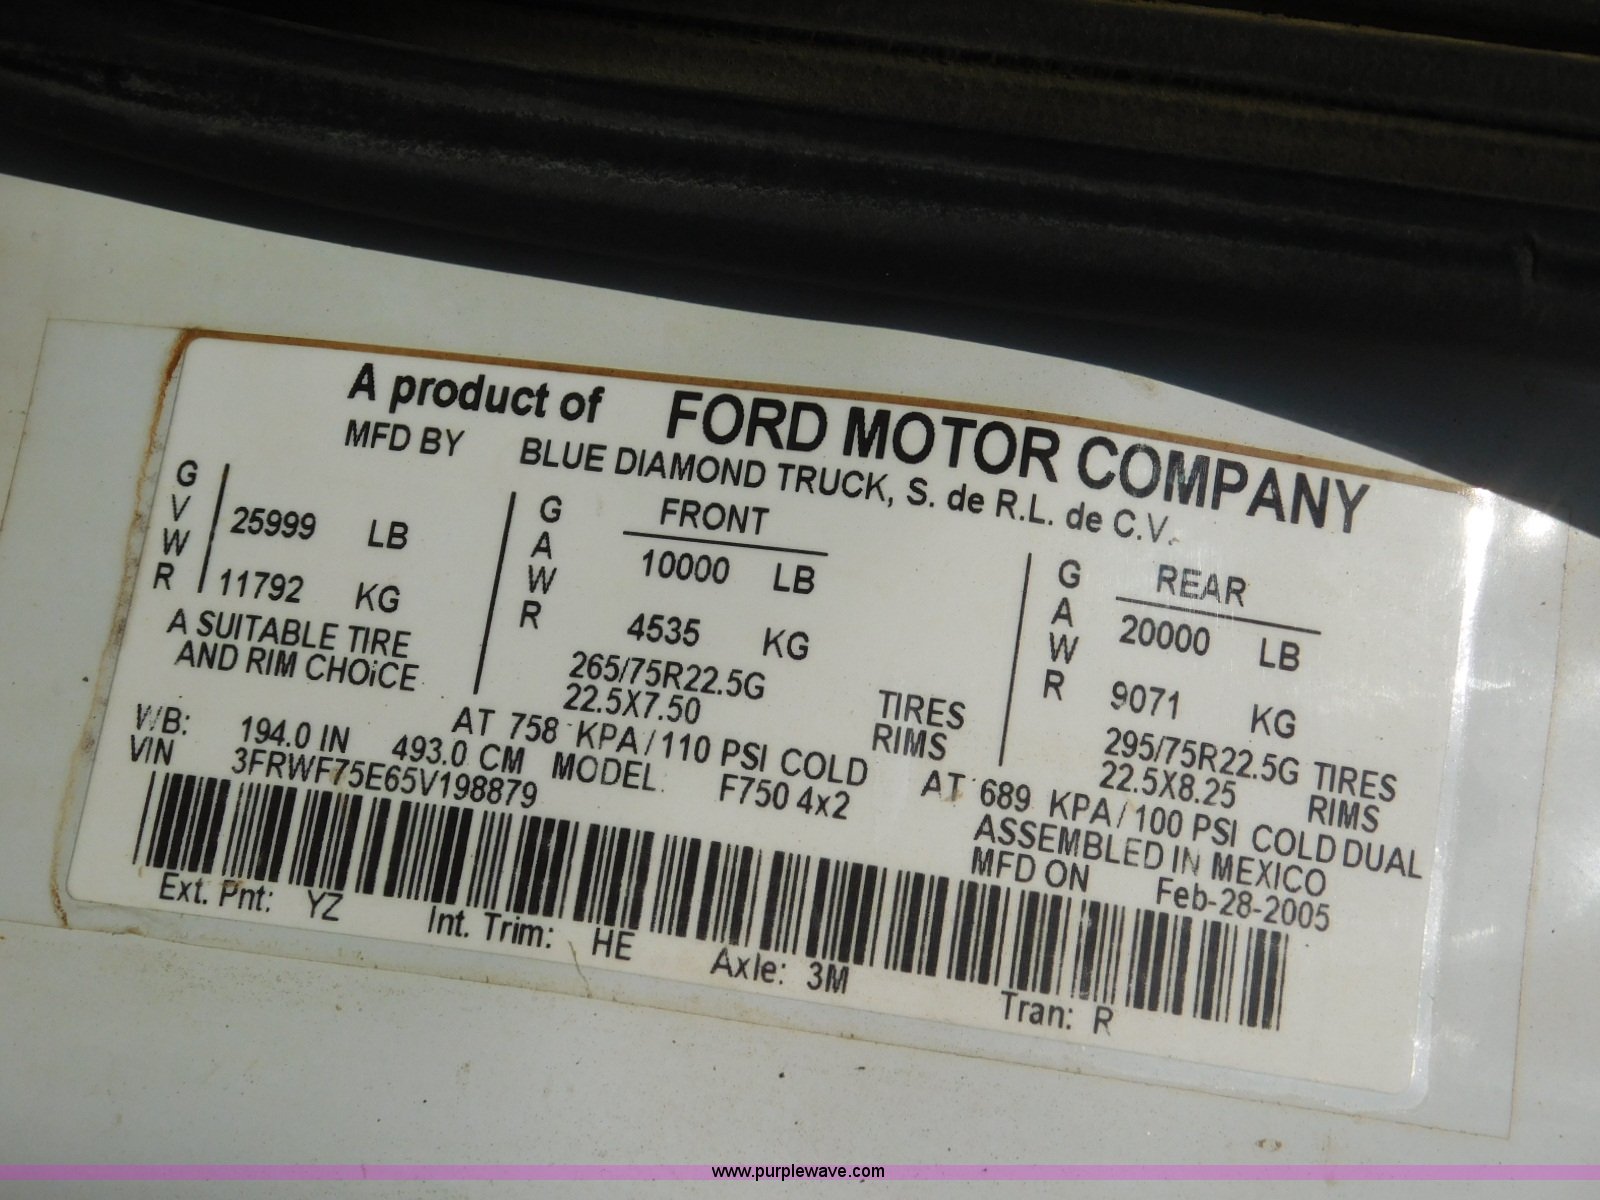 A product of FORD MOTOR COMPANY
MFD BY BLUE DIAMOND TRUCK, S. de R.L. de C.V.
GVWR 25999 LB
11792 KG
A SUITABLE TIRE
AND RIM CHOiCE
GAWR FRONT
10000 LB
4535 KG
265/75R22.5G TIRES
22.5X7.50 RIMS
AT 758 KPA/110 PSI COLD
GAWR REAR
20000 LB
9071 KG
295/75R22.5G TIRES
22.5X8.25 RIMS
AT 689 KPA/100 PSI COLD DUAL
W/B: 194.0 IN 493.0 CM MODEL. F750 4x2
ASSEMBLED IN MEXICO
VIN 3FRWF75E65V198879
MFD ON Feb-28-2005
Ext. Pnt: YZ Int. Trim: HE Axle: 3M Tran: R
www.purplewave.com